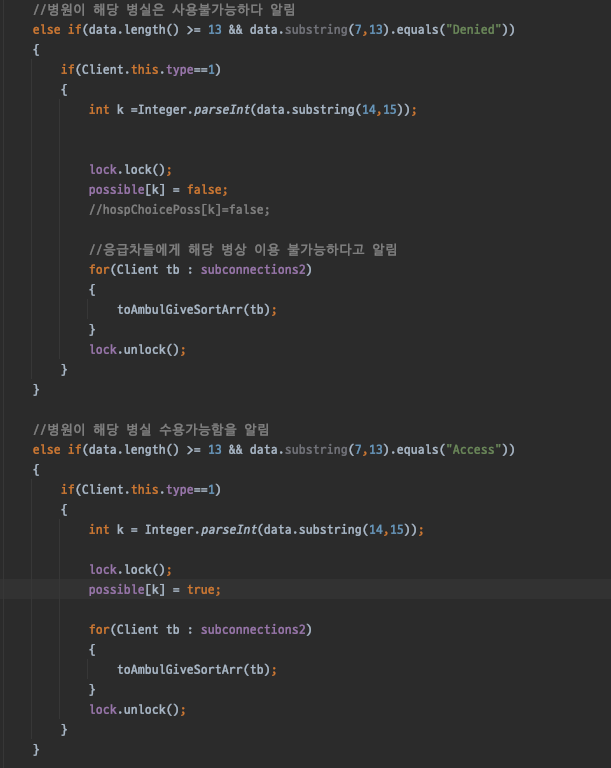 //병원이 해당 병실은 사용불가능하다 알림
else if(data.length() >= 13 && data.substring(7,13).equals("Denied"))
{
if(Client.this.type==1)
{
int k =Integer.parseInt(data.substring(14,15));
lock.lock();
possible[k] = false;
//hospChoicePoss[k]=false;
//응급차들에게 해당 병상 이용 불가능하다고 알림
for(Client tb : subconnections2)
{
toAmbulGiveSortArr(tb);
}
lock.unlock();
}
}
//병원이 해당 병실 수용가능함을 알림
else if(data.length() >= 13 && data.substring(7,13).equals("Access"))
{
if(Client.this.type==1)
{
int k = Integer.parseInt(data.substring(14,15));
lock.lock();
possible[k] = true;
for(Client tb : subconnections2)
{
toAmbulGiveSortArr(tb);
}
lock.unlock();
}
}